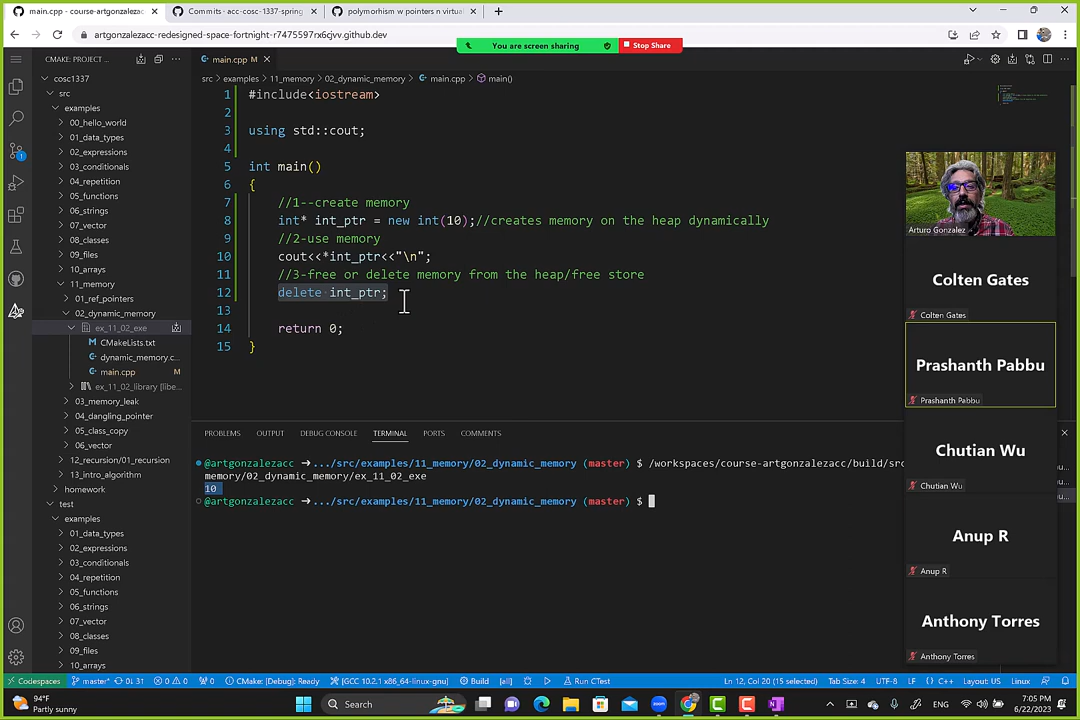 main.cpp - course-artgonzalezac
Commits - acc-cosc-1337-spring
polymorhism w pointers n virtual
artgonzalezacc-redesigned-space-fortnight-r7475597rx6cjvv.github.dev
You are screen sharing
Stop Share
CMAKE: PROJECT ...
main.cpp M
cosc1337
src > examples > 11_memory > 02_dynamic_memory > main.cpp > main()
src
examples
00_hello_world
01_data_types
02_expressions
03_conditionals
04_repetition
05_functions
06_strings
07_vector
08_classes
09_files
10_arrays
11_memory
01_ref_pointers
02_dynamic_memory
ex_11_02_exe
CMakeLists.txt
dynamic_memory.c...
main.cpp M
ex_11_02_library [libe...
03_memory_leak
04_dangling_pointer
05_class_copy
06_vector
12_recursion/01_recursion
13_intro_algorithm
homework
test
examples
01_data_types
02_expressions
03_conditionals
04_repetition
05_functions
06_strings
07_vector
08_classes
09_files
10_arrays
1 #include<iostream>
2
3 using std::cout;
4
5 int main()
6 {
7 //1--create memory
8 int* int_ptr = new int(10);//creates memory on the heap dynamically
9 //2-use memory
10 cout<<*int_ptr<<"\n";
11 //3-free or delete memory from the heap/free store
12 delete int_ptr;
13
14 return 0;
15 }
PROBLEMS OUTPUT DEBUG CONSOLE TERMINAL PORTS COMMENTS
@artgonzalezacc → .../src/examples/11_memory/02_dynamic_memory (master) $ /workspaces/course-artgonzalezacc/build/src
memory/02_dynamic_memory/ex_11_02_exe
10
@artgonzalezacc → .../src/examples/11_memory/02_dynamic_memory (master) $
Arturo Gonzalez
Colten Gates
Colten Gates
Prashanth Pabbu
Prashanth Pabbu
Chutian Wu
Chutian Wu
Anup R
Anup R
Anthony Torres
Anthony Torres
Codespaces master* 0↓ 31 0 0 0 CMake: [Debug]: Ready [GCC 10.2.1 x86_64-linux-gnu] Build [all] Run CTest Ln 12, Col 20 (15 selected) Tab Size: 4 UTF-8 LF {} C++ Layout: US Linux
94°F
Partly sunny
Search
ENG
7:05 PM
6/22/2023